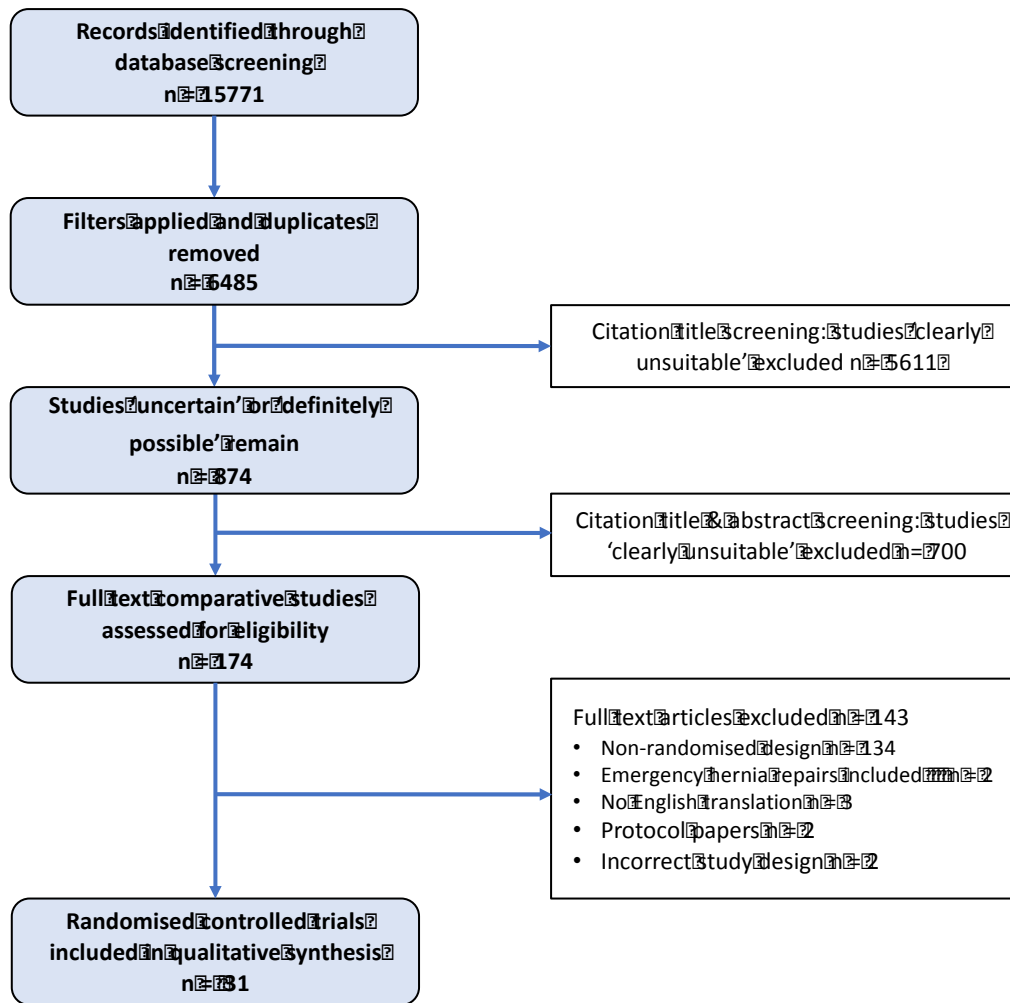 Records identified through
database screening
n = 15771
Filters applied and duplicates
removed
n = 6485
Citation title screening: studies ‘clearly
unsuitable’ excluded n = 5611
Studies ‘uncertain’ or ‘definitely
possible’ remain
n = 874
Citation title & abstract screening: studies
‘clearly unsuitable’ excluded n = 700
Full text comparative studies
assessed for eligibility
n = 174
Full text articles excluded n = 143
• Non-randomised design n = 134
• Emergency hernia repairs included n = 2
• No English translation n = 3
• Protocol papers n = 2
• Incorrect study design n = 2
Randomised controlled trials
included in qualitative synthesis
n = 31